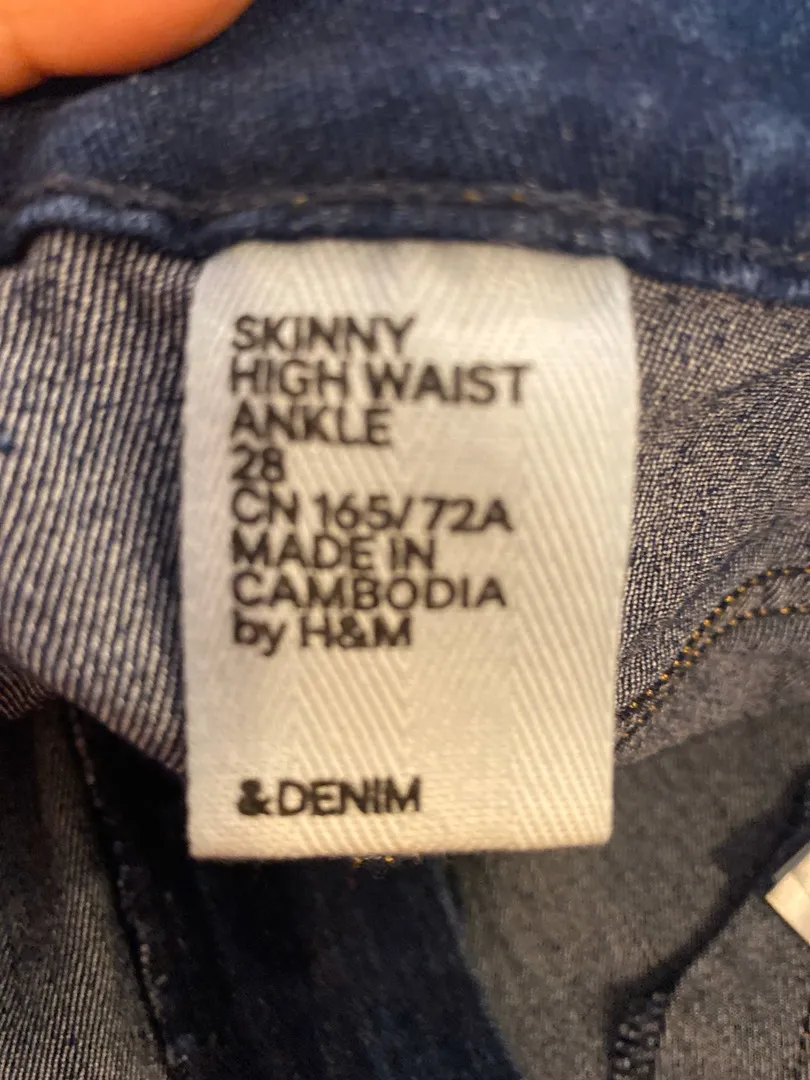 SKINNY
HIGH WAIST
ANKLE
28
CN 165/72A
MADE IN
CAMBODIA
by H&M
&DENIM